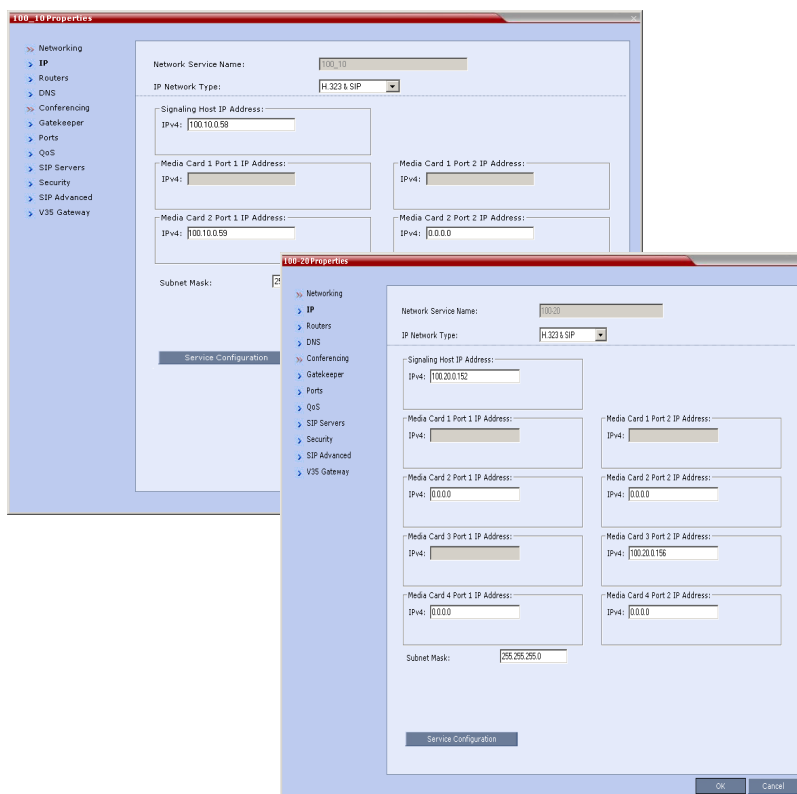 100_10 Properties
Networking
IP
Routers
DNS
Conferencing
Gatekeeper
Ports
QoS
SIP Servers
Security
SIP Advanced
V35 Gateway
Network Service Name: 100_10
IP Network Type: H.323 & SIP
Signaling Host IP Address:
IPv4: 100.10.0.58
Media Card 1 Port 1 IP Address: Media Card 1 Port 2 IP Address:
IPv4: IPv4:
Media Card 2 Port 1 IP Address: Media Card 2 Port 2 IP Address:
IPv4: 100.10.0.59 IPv4: 0.0.0.0
Subnet Mask:
Service Configuration
100-20 Properties
Networking
IP
Routers
DNS
Conferencing
Gatekeeper
Ports
QoS
SIP Servers
Security
SIP Advanced
V35 Gateway
Network Service Name: 100-20
IP Network Type: H.323 & SIP
Signaling Host IP Address:
IPv4: 100.20.0.152
Media Card 1 Port 1 IP Address: Media Card 1 Port 2 IP Address:
IPv4: IPv4:
Media Card 2 Port 1 IP Address: Media Card 2 Port 2 IP Address:
IPv4: 0.0.0.0 IPv4: 0.0.0.0
Media Card 3 Port 1 IP Address: Media Card 3 Port 2 IP Address:
IPv4: IPv4: 100.20.0.156
Media Card 4 Port 1 IP Address: Media Card 4 Port 2 IP Address:
IPv4: 0.0.0.0 IPv4: 0.0.0.0
Subnet Mask: 255.255.255.0
Service Configuration
OK Cancel